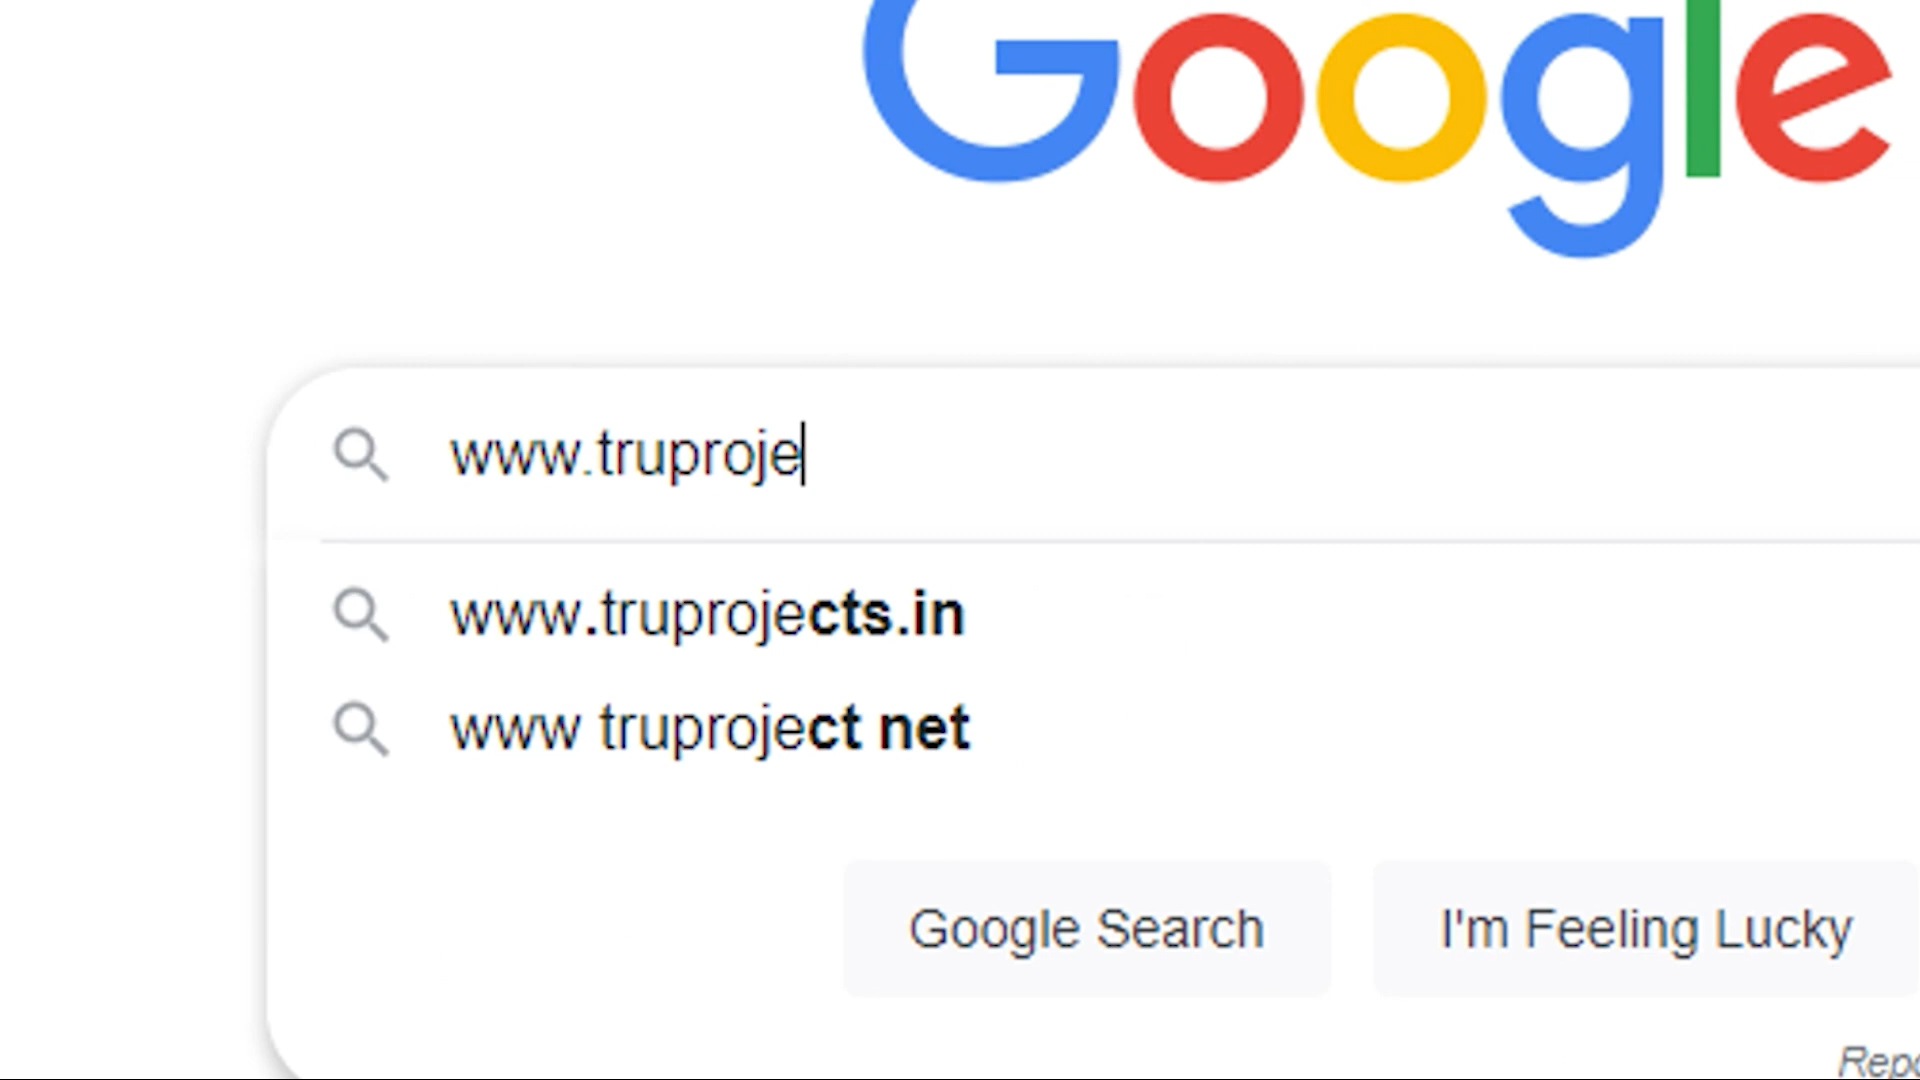 Google
www.truproje
www.truprojects.in
www truproject net
Google Search
I'm Feeling Lucky